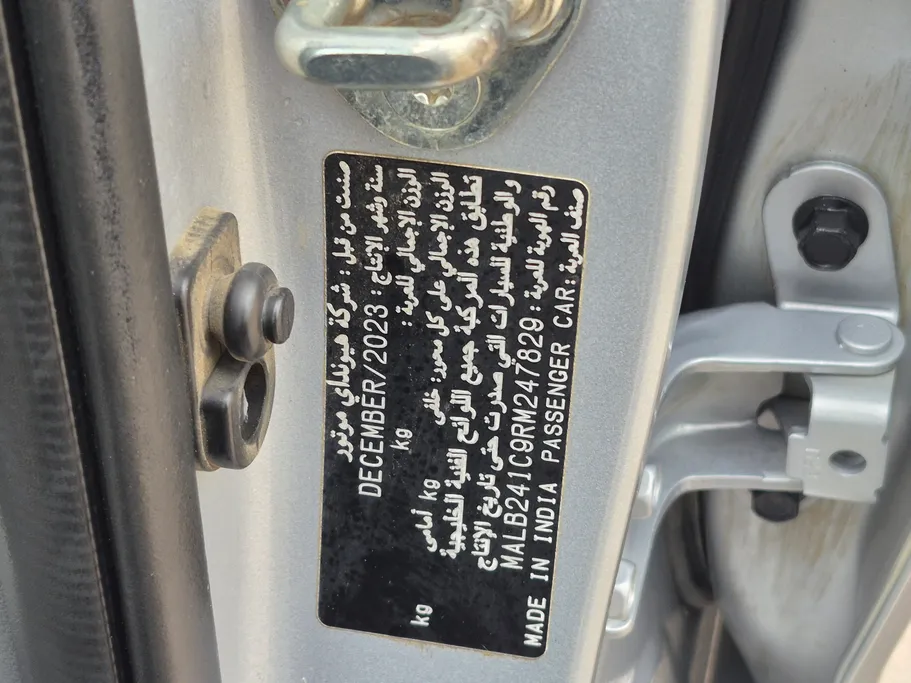 صنعت من قبل : شركة هيونداي موتور
سنة وشهر الإنتاج : DECEMBER/2023
الوزن الإجمالي للعربة : kg
الوزن الإجمالي على كل محور: خلفي kg أمامي kg
تطابق هذه المركبة جميع اللوائح الفنية الخليجية
والوطنية للسيارات التي صدرت حتى تاريخ الإنتاج
رقم الهوية للعربة : MALB241C9RM247829
صنف العربة: MADE IN INDIA PASSENGER CAR